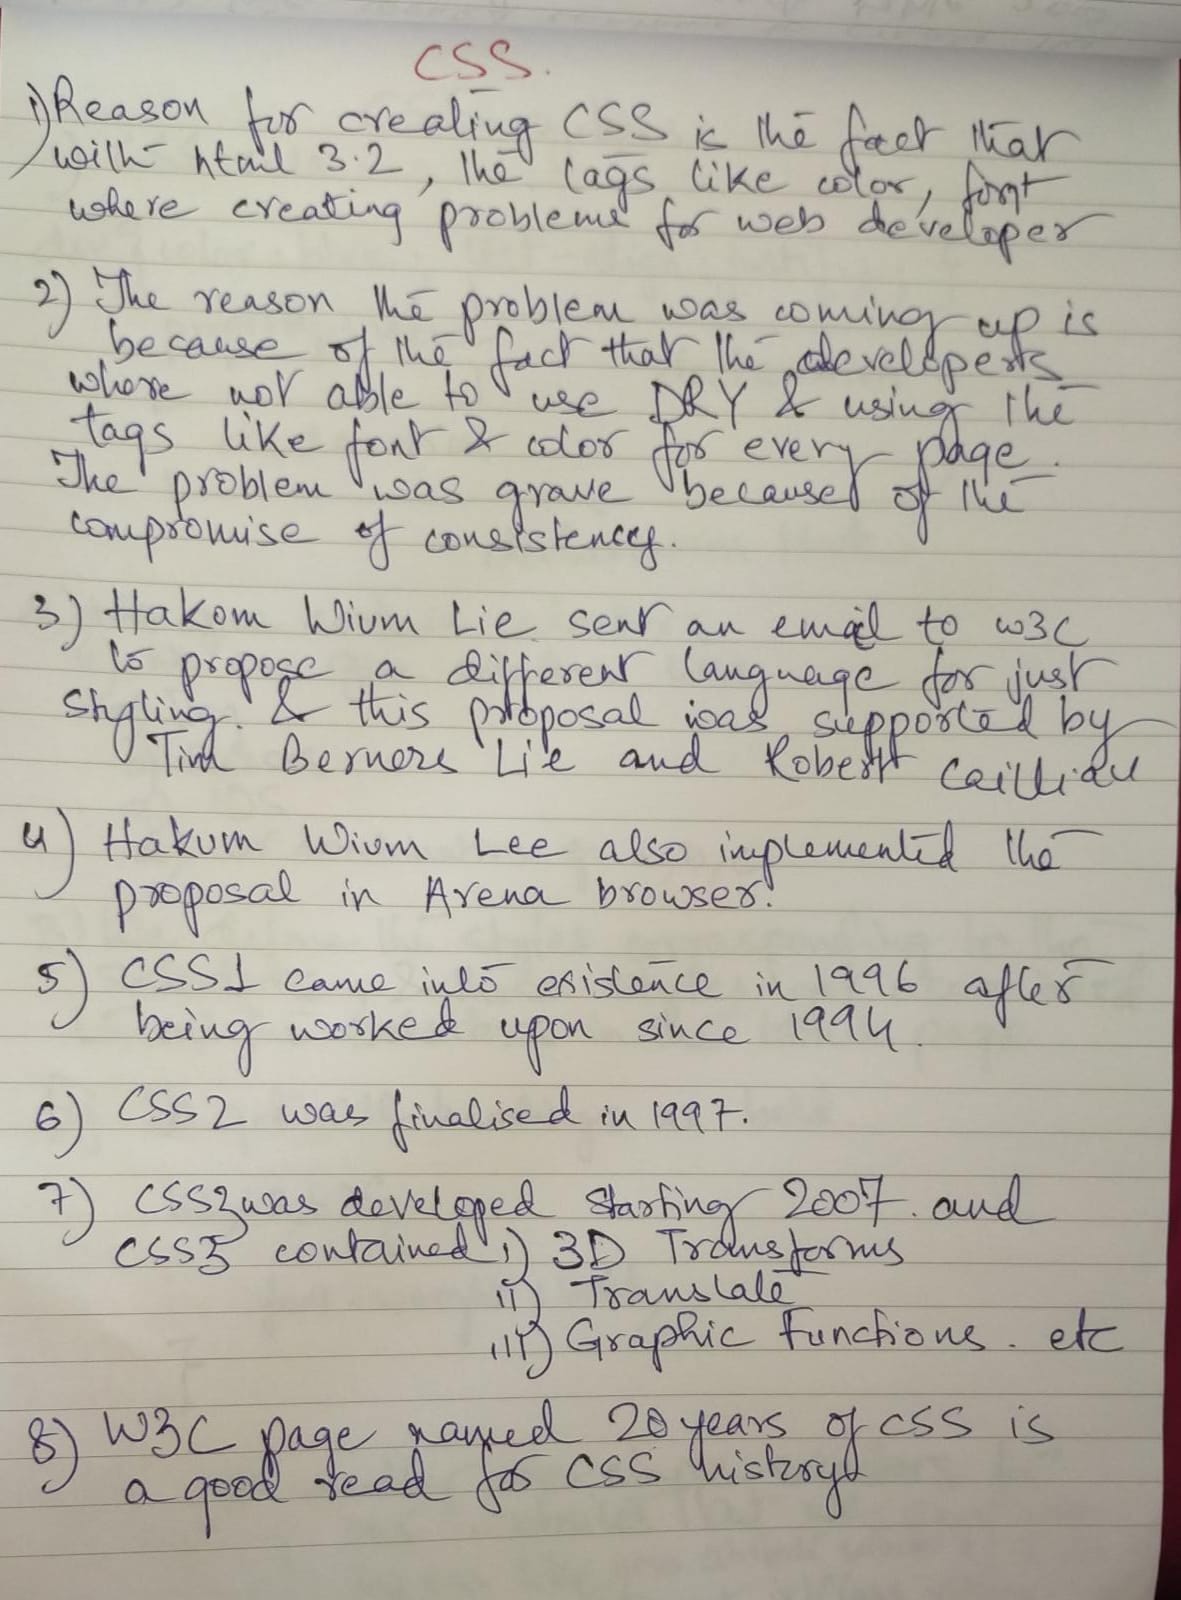 CSS.
1) Reason for creating CSS is the fact that
with html 3.2, the tags like color, font
where creating problems for web developer
2) The reason the problem was coming up is
because of the fact that the developers
where not able to use DRY & using the
tags like font & color for every page.
The problem was grave because of the
compromise of consistency.
3) Hakom Wium Lie sent an email to W3C
to propose a different language for just
styling. & this proposal was supported by
Tim Berners Lie and Robert Cailliau
4) Hakum Wium Lee also implemented the
proposal in Arena browser.
5) CSS1 came into existence in 1996 after
being worked upon since 1994.
6) CSS2 was finalised in 1997.
7) CSS3 was developed starting 2007. and
CSS3 contained i) 3D Transforms
ii) Translate
iii) Graphic Functions. etc
8) W3C page named 20 years of CSS is
a good read for CSS history